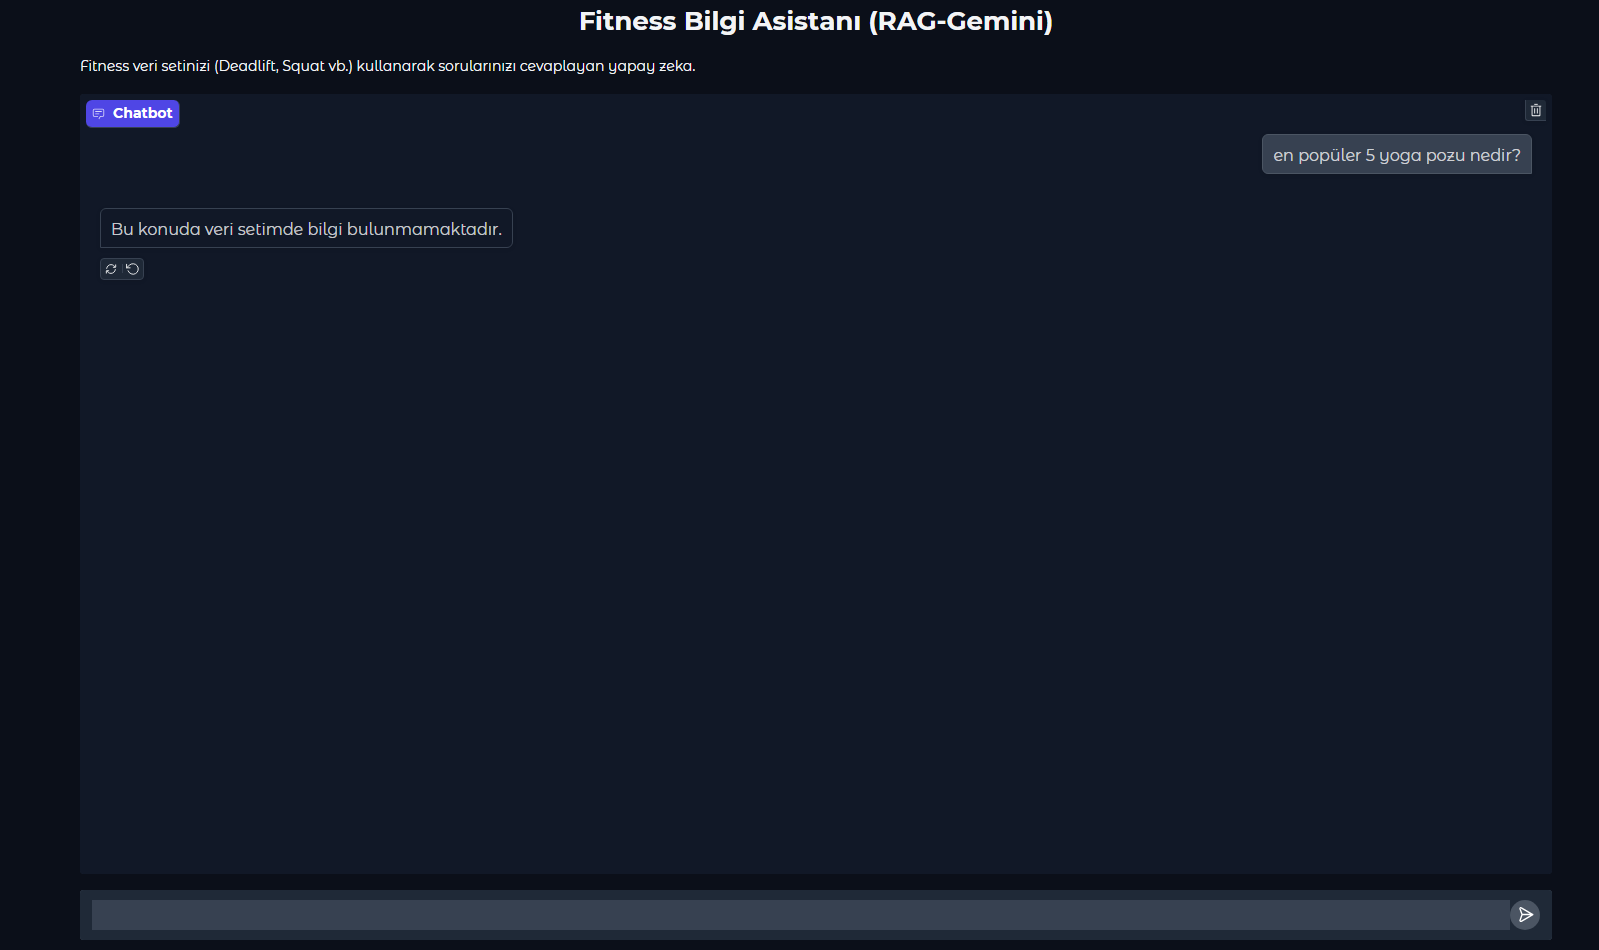 Fitness Bilgi Asistanı (RAG-Gemini)
Fitness veri setinizi (Deadlift, Squat vb.) kullanarak sorularınızı cevaplayan yapay zeka.
Chatbot
en popüler 5 yoga pozu nedir?
Bu konuda veri setimde bilgi bulunmamaktadır.